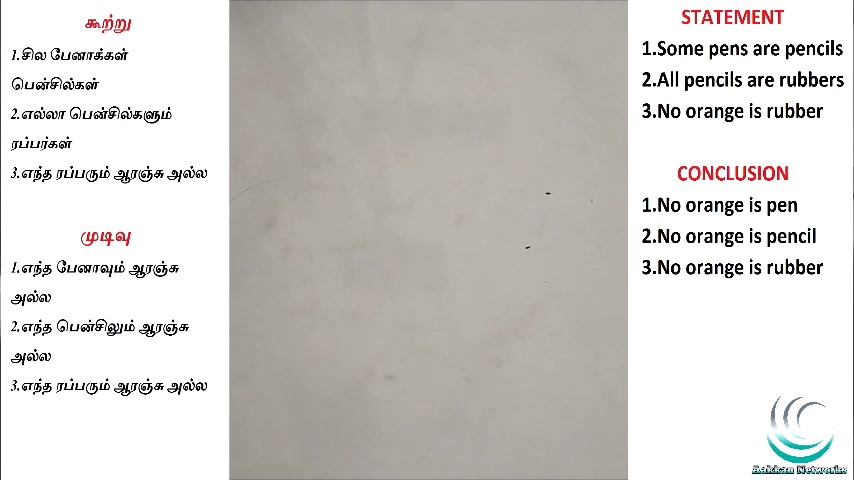 கூற்று
1.சில பேனாக்கள்
பென்சில்கள்
2.எல்லா பென்சில்களும்
ரப்பர்கள்
3.எந்த ரப்பரும் ஆரஞ்சு அல்ல
முடிவு
1.எந்த பேனாவும் ஆரஞ்சு
அல்ல
2.எந்த பென்சிலும் ஆரஞ்சு
அல்ல
3.எந்த ரப்பரும் ஆரஞ்சு அல்ல
STATEMENT
1.Some pens are pencils
2.All pencils are rubbers
3.No orange is rubber
CONCLUSION
1.No orange is pen
2.No orange is pencil
3.No orange is rubber
Aakkan Networks